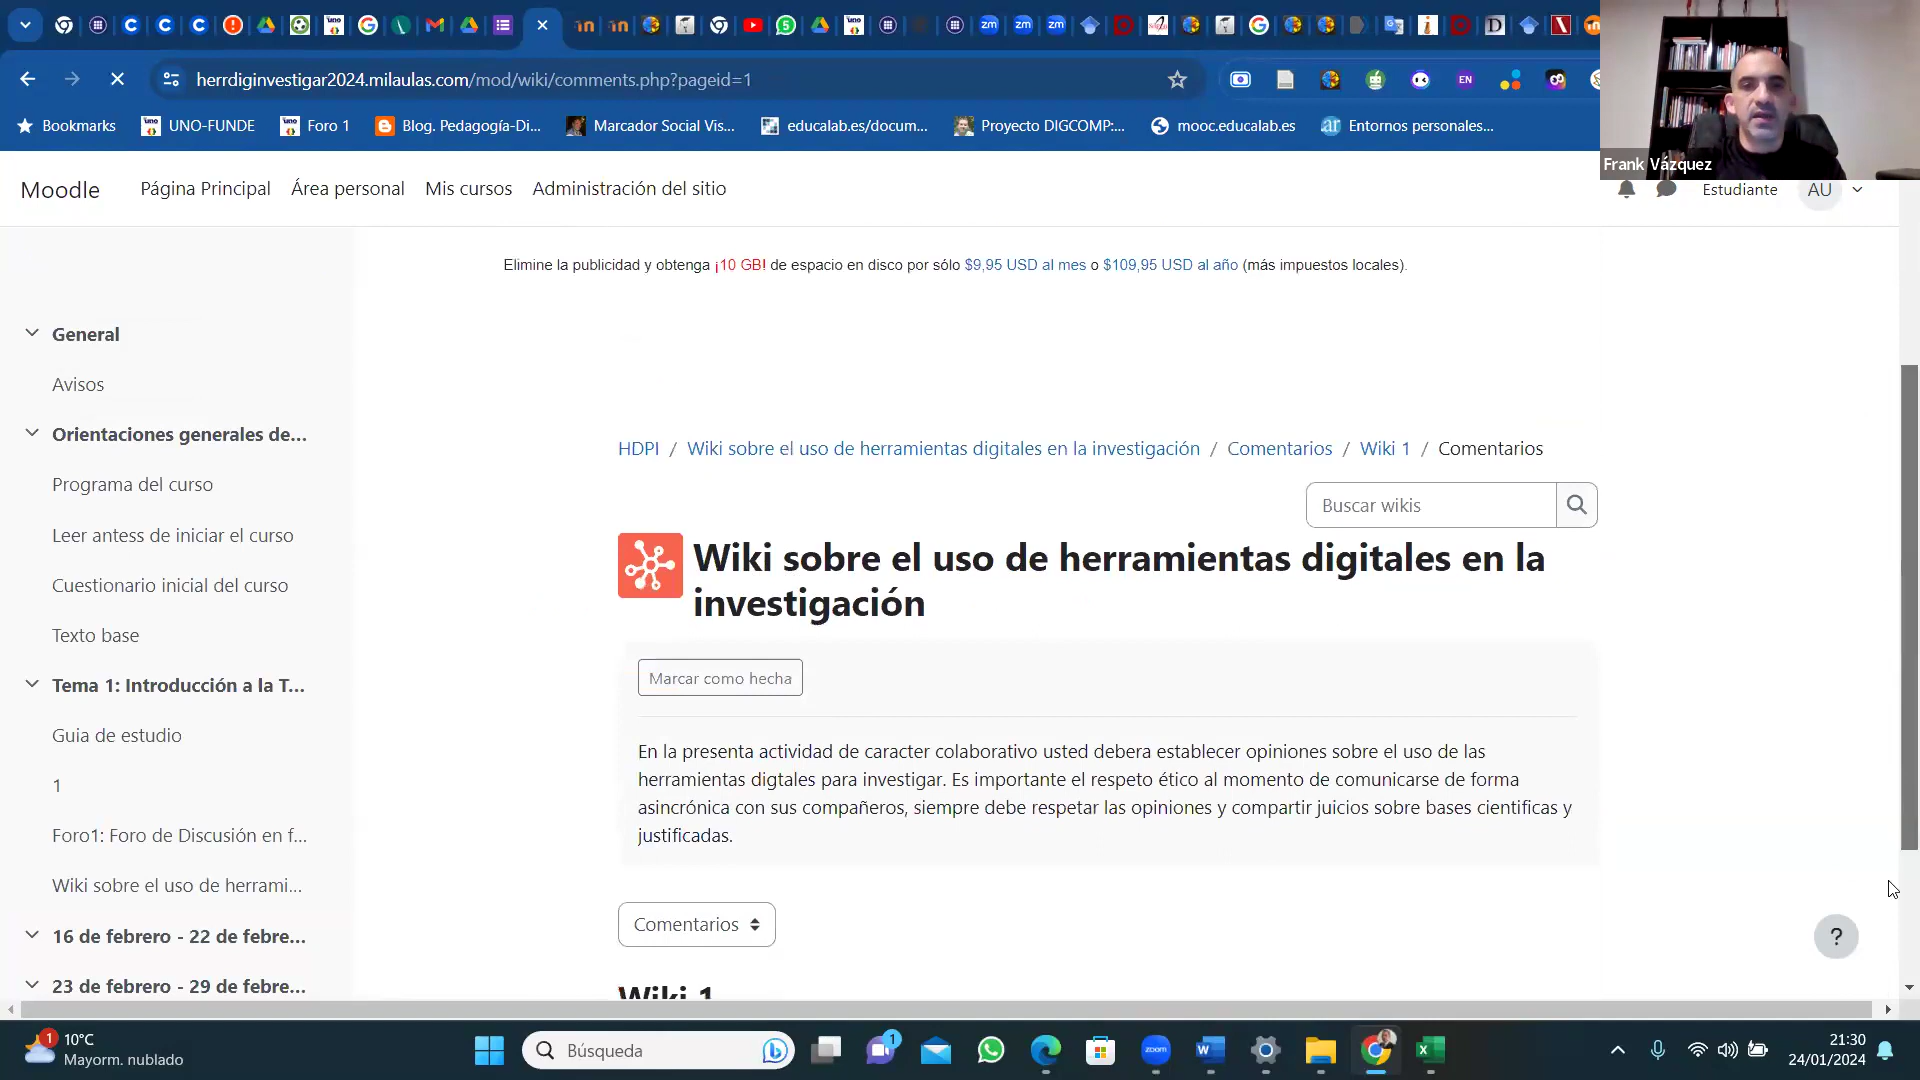 herrdiginvestigar2024.milaulas.com/mod/wiki/comments.php?pageid=1
EN
Bookmarks
UNO-FUNDE
Foro 1
Blog. Pedagogía-Di...
Marcador Social Vis...
educalab.es/docum...
Proyecto DIGCOMP:...
mooc.educalab.es
Entornos personales...
Frank Vázquez
Moodle
Página Principal
Área personal
Mis cursos
Administración del sitio
Estudiante
AU
Elimine la publicidad y obtenga ¡10 GB! de espacio en disco por sólo $9,95 USD al mes o $109,95 USD al año (más impuestos locales).
General
Avisos
Orientaciones generales de...
Programa del curso
Leer antess de iniciar el curso
Cuestionario inicial del curso
Texto base
Tema 1: Introducción a la T...
Guia de estudio
1
Foro1: Foro de Discusión en f...
Wiki sobre el uso de herrami...
16 de febrero - 22 de febre...
23 de febrero - 29 de febre...
HDPI / Wiki sobre el uso de herramientas digitales en la investigación / Comentarios / Wiki 1 / Comentarios
Buscar wikis
Wiki sobre el uso de herramientas digitales en la
investigación
Marcar como hecha
En la presenta actividad de caracter colaborativo usted debera establecer opiniones sobre el uso de las
herramientas digtales para investigar. Es importante el respeto ético al momento de comunicarse de forma
asincrónica con sus compañeros, siempre debe respetar las opiniones y compartir juicios sobre bases cientificas y
justificadas.
Comentarios
Wiki 1
?
1
10°C
Mayorm. nublado
Búsqueda
1
zoom
21:30
24/01/2024